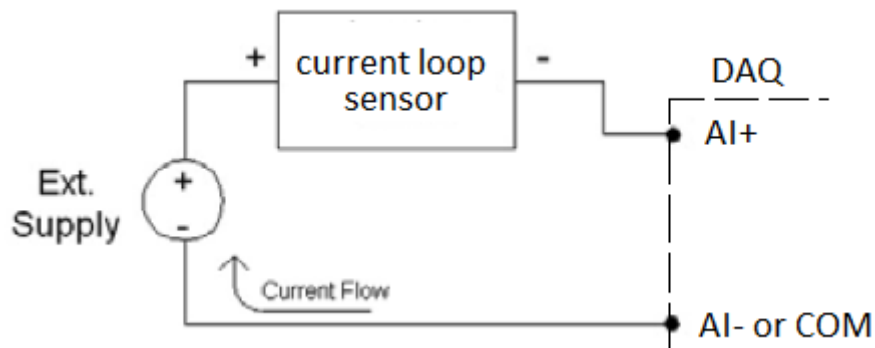 + current loop -
sensor
DAQ
AI+
Ext.
Supply
+
-
Current Flow
AI- or COM